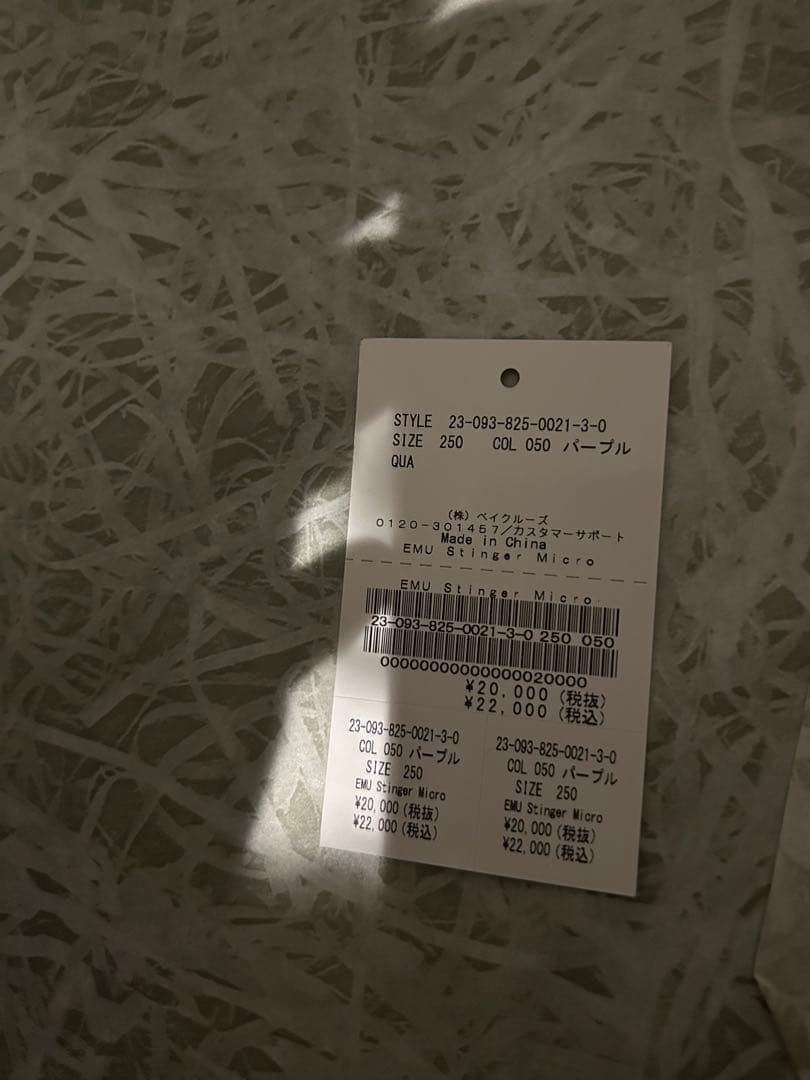 STYLE 23-093-825-0021-3-0
SIZE 250 COL 050 パープル
QUA
(株) ベイクルーズ
0120-301457/カスタマーサポート
Made in China
EMU Stinger Micro
EMU Stinger Micro
23-093-825-0021-3-0 250 050
00000000000000020000
¥20,000 (税抜)
¥22,000 (税込)
23-093-825-0021-3-0
COL 050 パープル
SIZE 250
EMU Stinger Micro
¥20,000 (税抜)
¥22,000 (税込)
23-093-825-0021-3-0
COL 050 パープル
SIZE 250
EMU Stinger Micro
¥20,000 (税抜)
¥22,000 (税込)